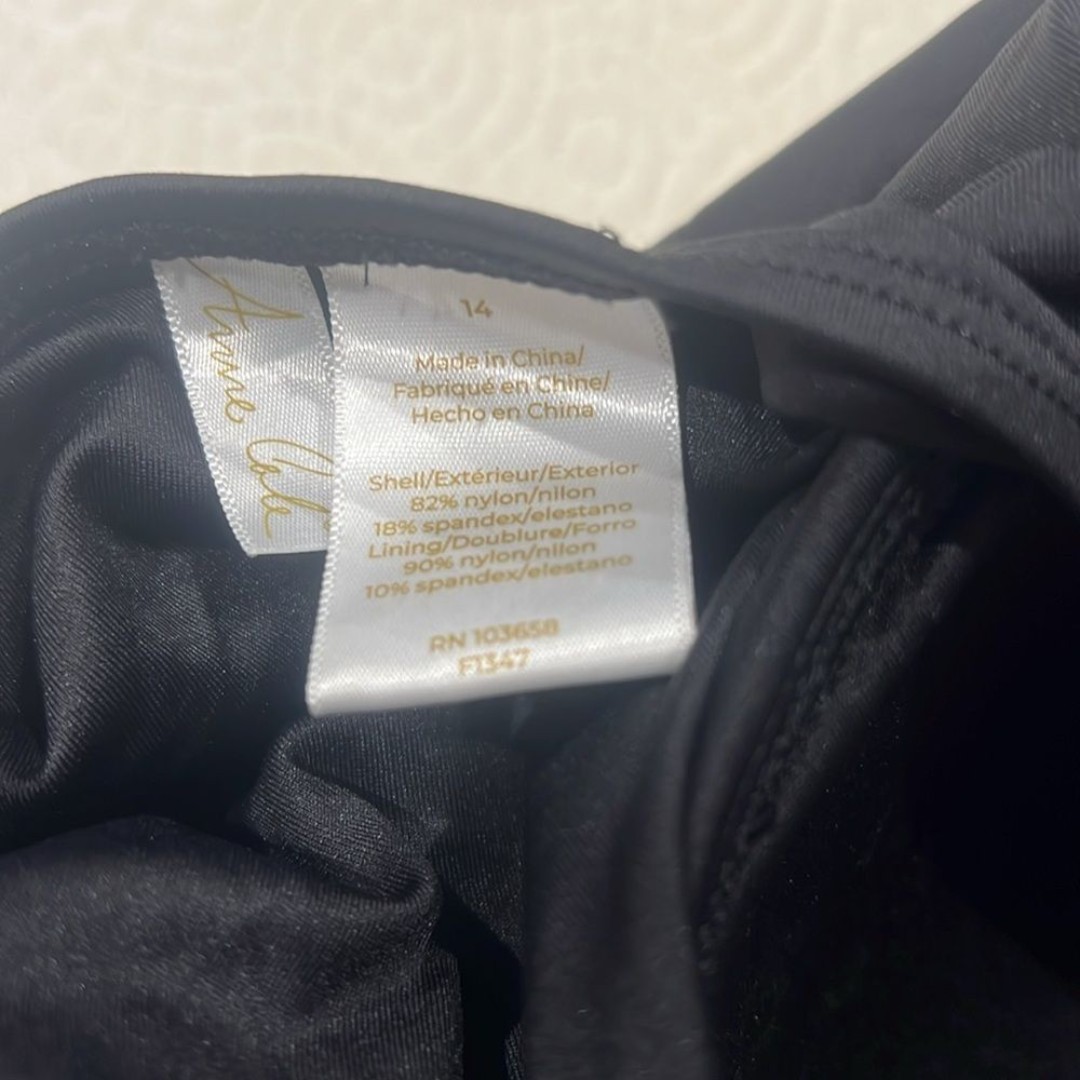 Anne Cole
14
Made in China/
Fabriqué en Chine/
Hecho en China
Shell/Extérieur/Exterior
82% nylon/nilon
18% spandex/elestano
Lining/Doublure/Forro
90% nylon/nilon
10% spandex/elestano
RN 103658
F1347